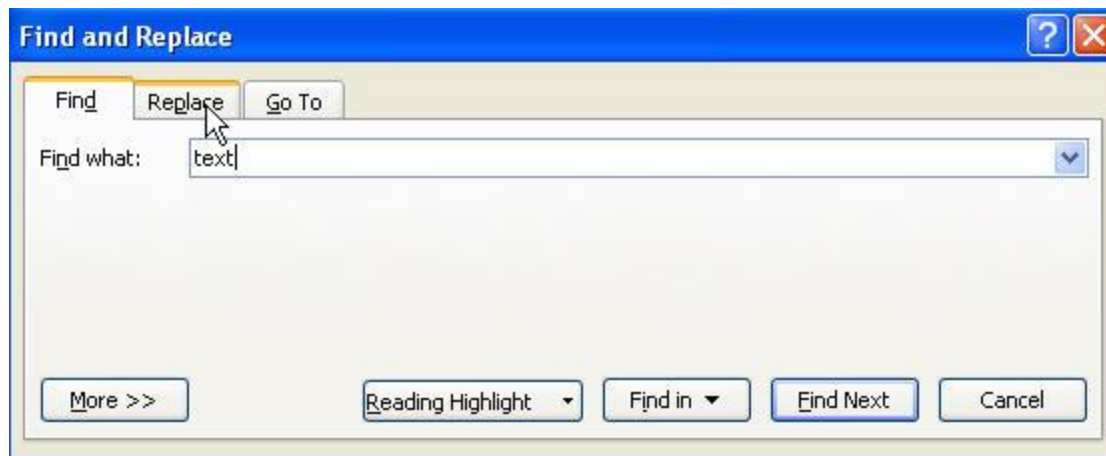 Find and Replace
Find Replace Go To
Find what: text
More >> Reading Highlight Find in Find Next Cancel